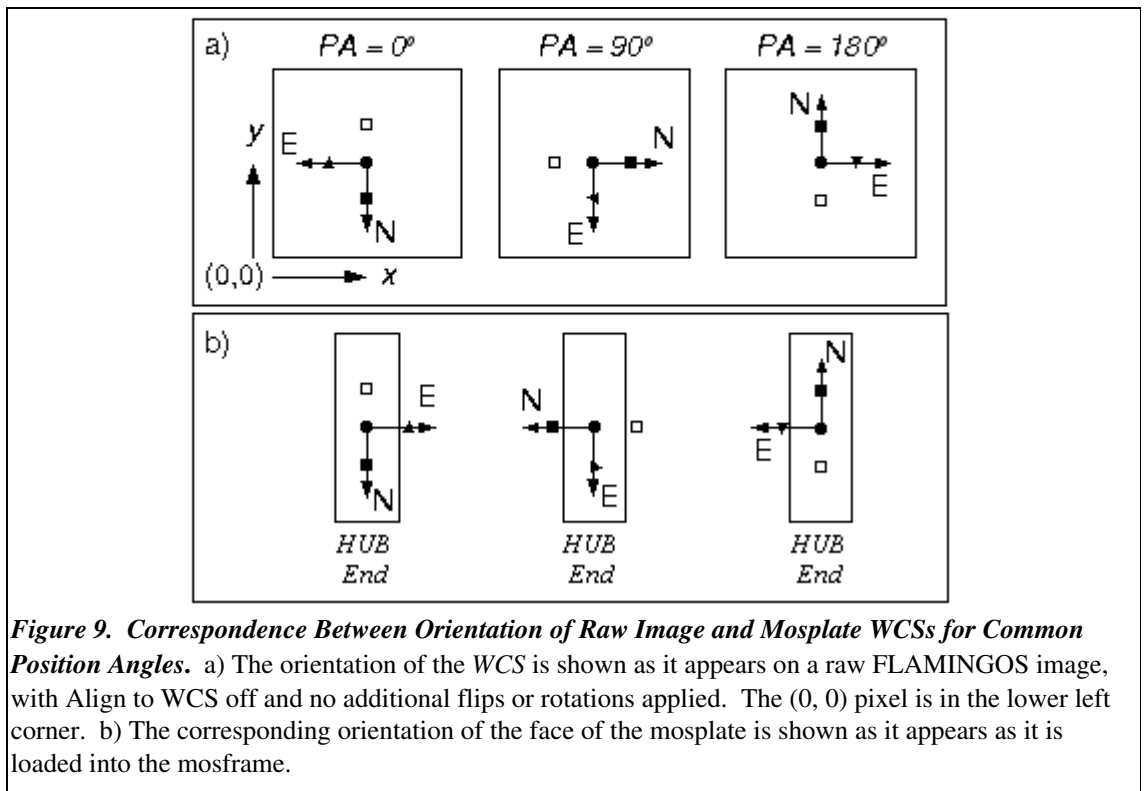 a) PA = 0º PA = 90º PA = 180º
N
y E N
E
N E
(0,0) x
b) N
E N
E
N E
HUB End HUB End HUB End
Figure 9. Correspondence Between Orientation of Raw Image and Mosplate WCSs for Common
Position Angles. a) The orientation of the WCS is shown as it appears on a raw FLAMINGOS image,
with Align to WCS off and no additional flips or rotations applied. The (0, 0) pixel is in the lower left
corner. b) The corresponding orientation of the face of the mosplate is shown as it appears as it is
loaded into the mosframe.